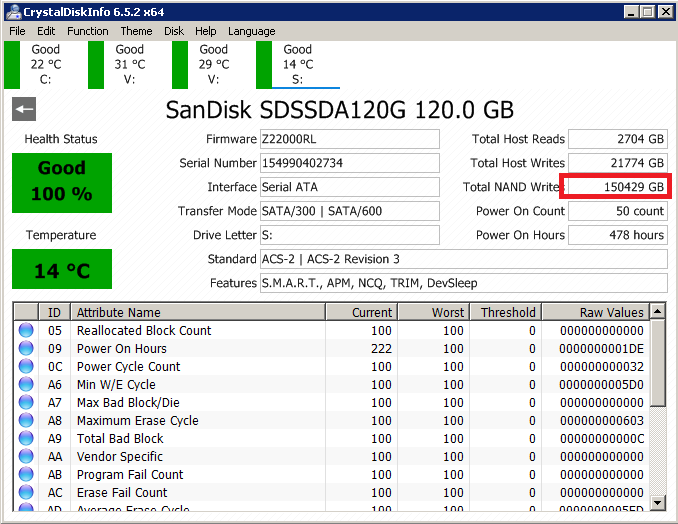 CrystalDiskInfo 6.5.2 x64
File Edit Function Theme Disk Help Language
Good Good Good Good
22 °C 31 °C 29 °C 14 °C
C: V: V: S:
SanDisk SDSSDA120G 120.0 GB
Health Status
Good
100 %
Temperature
14 °C
Firmware Z22000RL
Serial Number 154990402734
Interface Serial ATA
Transfer Mode SATA/300 | SATA/600
Drive Letter S:
Standard ACS-2 | ACS-2 Revision 3
Features S.M.A.R.T., APM, NCQ, TRIM, DevSleep
Total Host Reads 2704 GB
Total Host Writes 21774 GB
Total NAND Writes 150429 GB
Power On Count 50 count
Power On Hours 478 hours
ID Attribute Name Current Worst Threshold Raw Values
05 Reallocated Block Count 100 100 0 000000000000
09 Power On Hours 222 100 0 0000000001DE
0C Power Cycle Count 100 100 0 000000000032
A6 Min W/E Cycle 100 100 0 0000000005D0
A7 Max Bad Block/Die 100 100 0 000000000000
A8 Maximum Erase Cycle 100 100 0 000000000603
A9 Total Bad Block 100 100 0 00000000000C
AA Vendor Specific 100 100 0 000000000000
AB Program Fail Count 100 100 0 000000000000
AC Erase Fail Count 100 100 0 000000000000
AD Average Erase Cycle 100 100 0 0000000005ED